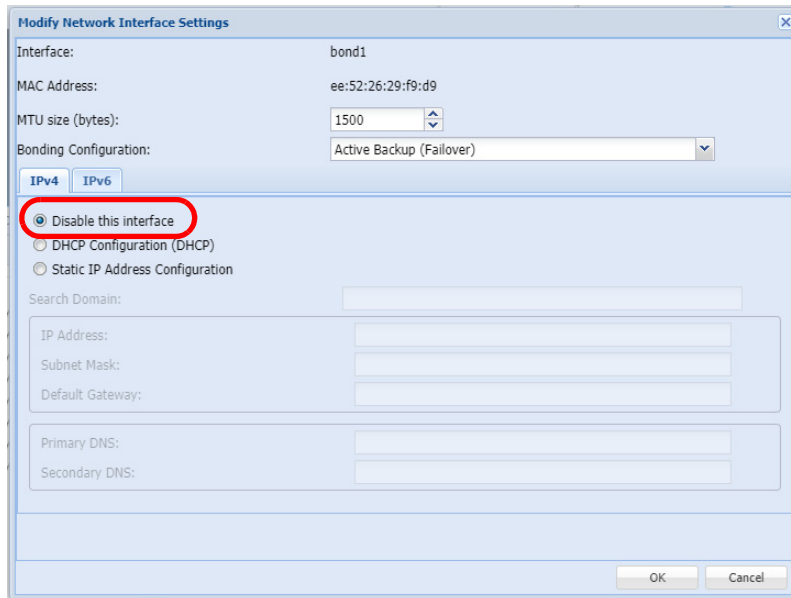 Modify Network Interface Settings
Interface: bond1
MAC Address: ee:52:26:29:f9:d9
MTU size (bytes): 1500
Bonding Configuration: Active Backup (Failover)
IPv4 IPv6
Disable this interface
DHCP Configuration (DHCP)
Static IP Address Configuration
Search Domain:
IP Address:
Subnet Mask:
Default Gateway:
Primary DNS:
Secondary DNS:
OK Cancel